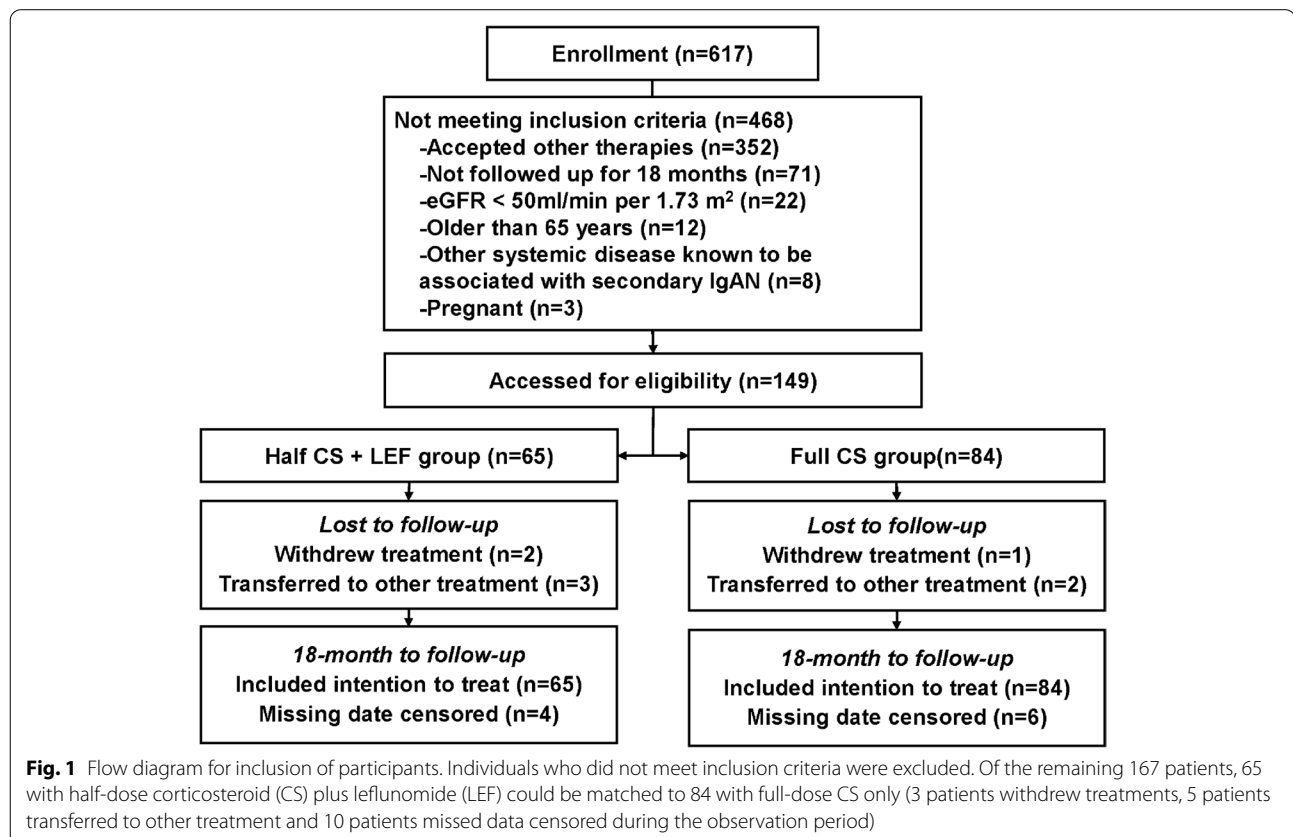 Enrollment (n=617)
Not meeting inclusion criteria (n=468)
-Accepted other therapies (n=352)
-Not followed up for 18 months (n=71)
-eGFR < 50ml/min per 1.73 m² (n=22)
-Older than 65 years (n=12)
-Other systemic disease known to be
associated with secondary IgAN (n=8)
-Pregnant (n=3)
Accessed for eligibility (n=149)
Half CS + LEF group (n=65)
Full CS group(n=84)
Lost to follow-up
Withdrew treatment (n=2)
Transferred to other treatment (n=3)
Lost to follow-up
Withdrew treatment (n=1)
Transferred to other treatment (n=2)
18-month to follow-up
Included intention to treat (n=65)
Missing date censored (n=4)
18-month to follow-up
Included intention to treat (n=84)
Missing date censored (n=6)
Fig. 1 Flow diagram for inclusion of participants. Individuals who did not meet inclusion criteria were excluded. Of the remaining 167 patients, 65
with half-dose corticosteroid (CS) plus leflunomide (LEF) could be matched to 84 with full-dose CS only (3 patients withdrew treatments, 5 patients
transferred to other treatment and 10 patients missed data censored during the observation period)